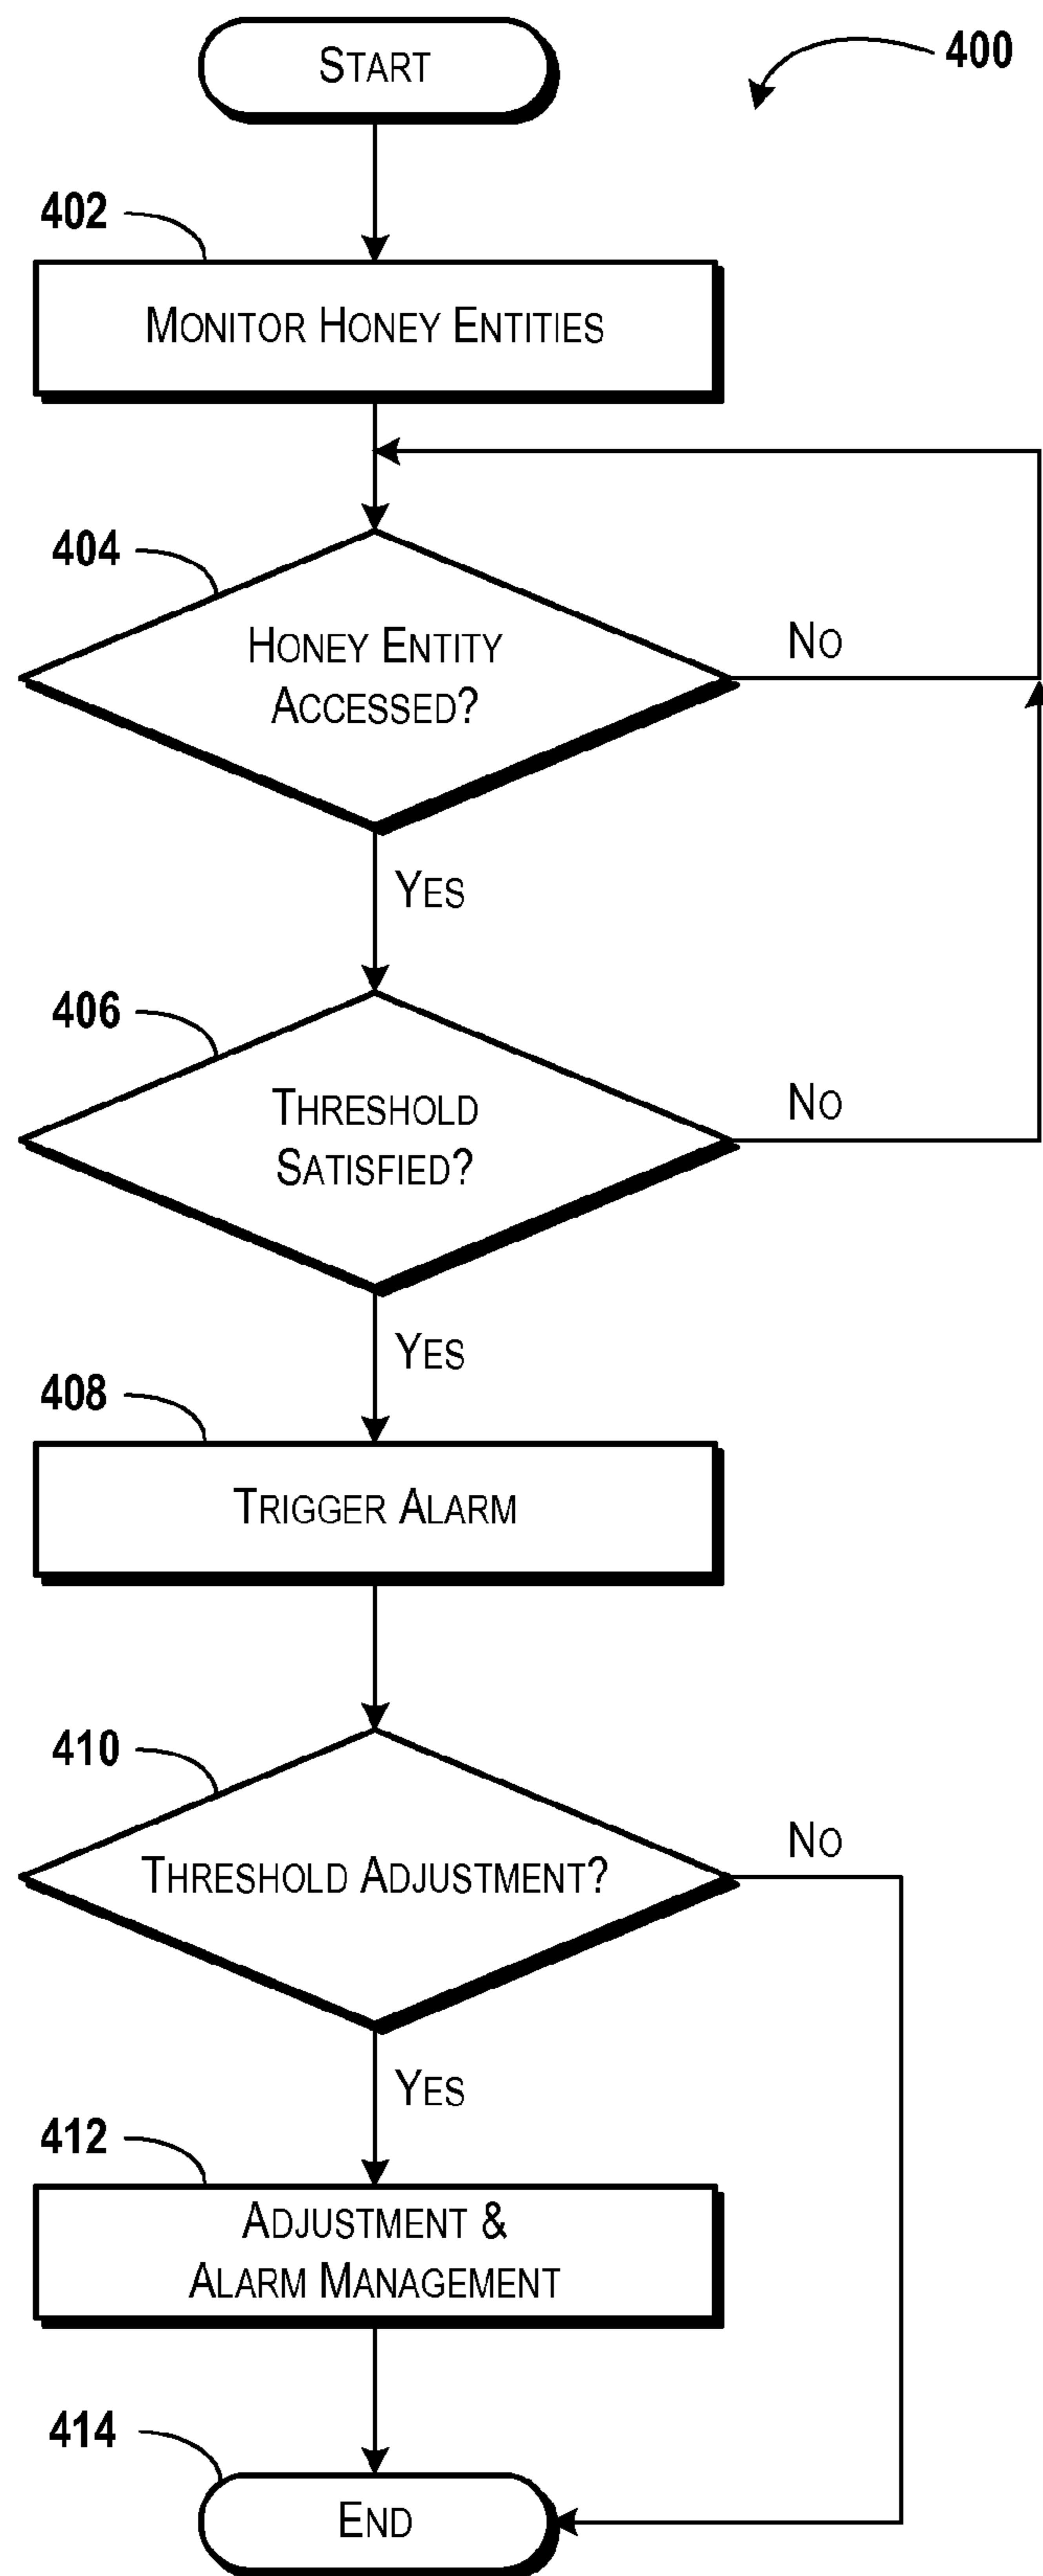 START
400
402
MONITOR HONEY ENTITIES
404
HONEY ENTITY
ACCESSED?
NO
YES
406
THRESHOLD
SATISFIED?
NO
YES
408
TRIGGER ALARM
410
THRESHOLD ADJUSTMENT?
NO
YES
412
ADJUSTMENT &
ALARM MANAGEMENT
414
END